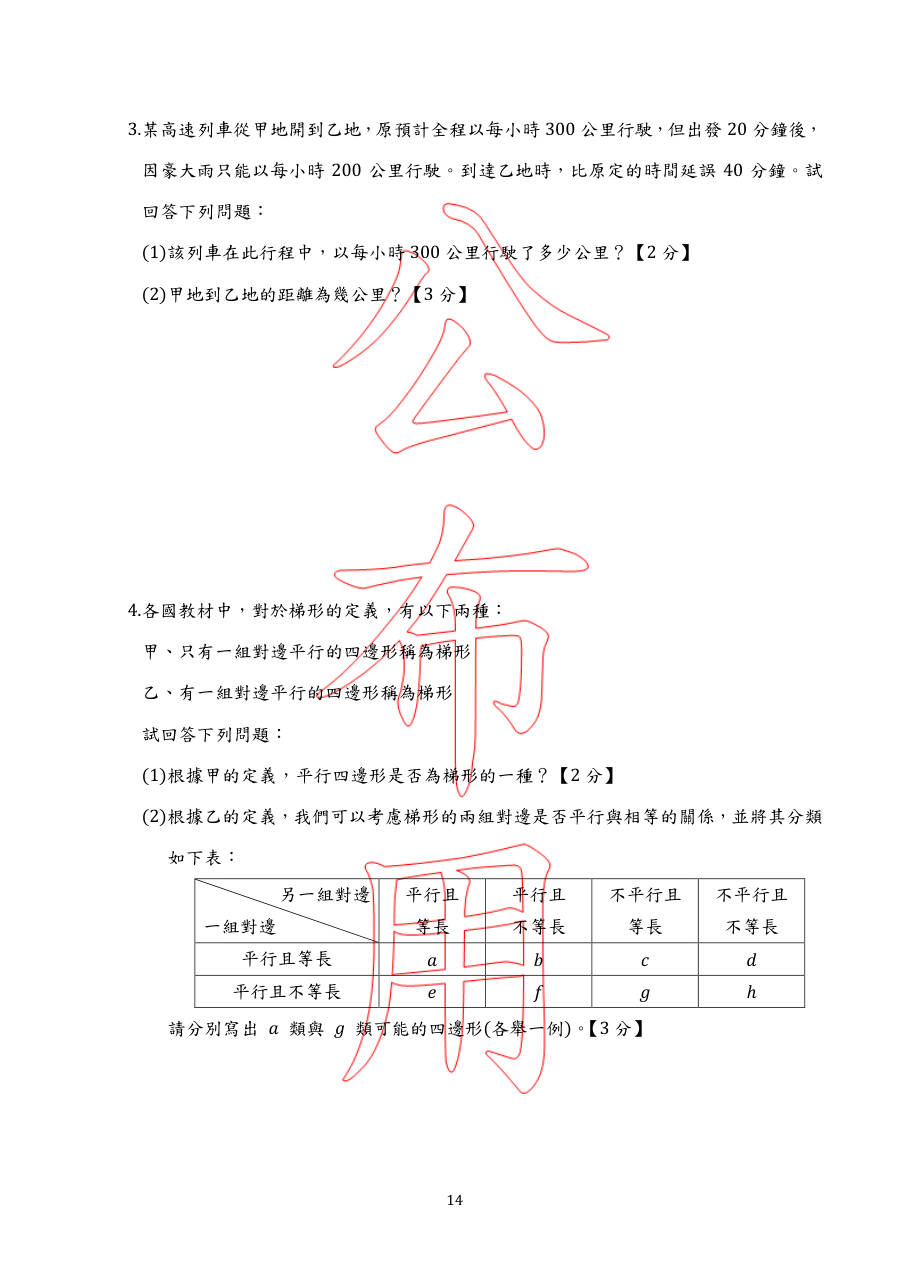 3.某高速列車從甲地開到乙地，原預計全程以每小時 300 公里行駛，但出發 20 分鐘後，
因豪大雨只能以每小時 200 公里行駛。到達乙地時，比原定的時間延誤 40 分鐘。試
回答下列問題：
(1)該列車在此行程中，以每小時 300 公里行駛了多少公里？【2 分】
(2)甲地到乙地的距離為幾公里？【3 分】
4.各國教材中，對於梯形的定義，有以下兩種：
甲、只有一組對邊平行的四邊形稱為梯形
乙、有一組對邊平行的四邊形稱為梯形
試回答下列問題：
(1)根據甲的定義，平行四邊形是否為梯形的一種？【2 分】
(2)根據乙的定義，我們可以考慮梯形的兩組對邊是否平行與相等的關係，並將其分類
如下表：
另一組對邊 平行且 平行且 不平行且 不平行且
一組對邊 等長 不等長 等長 不等長
平行且等長 a b c d
平行且不等長 e f g h
請分別寫出 a 類與 g 類可能的四邊形(各舉一例)。【3 分】
公
布
用
14